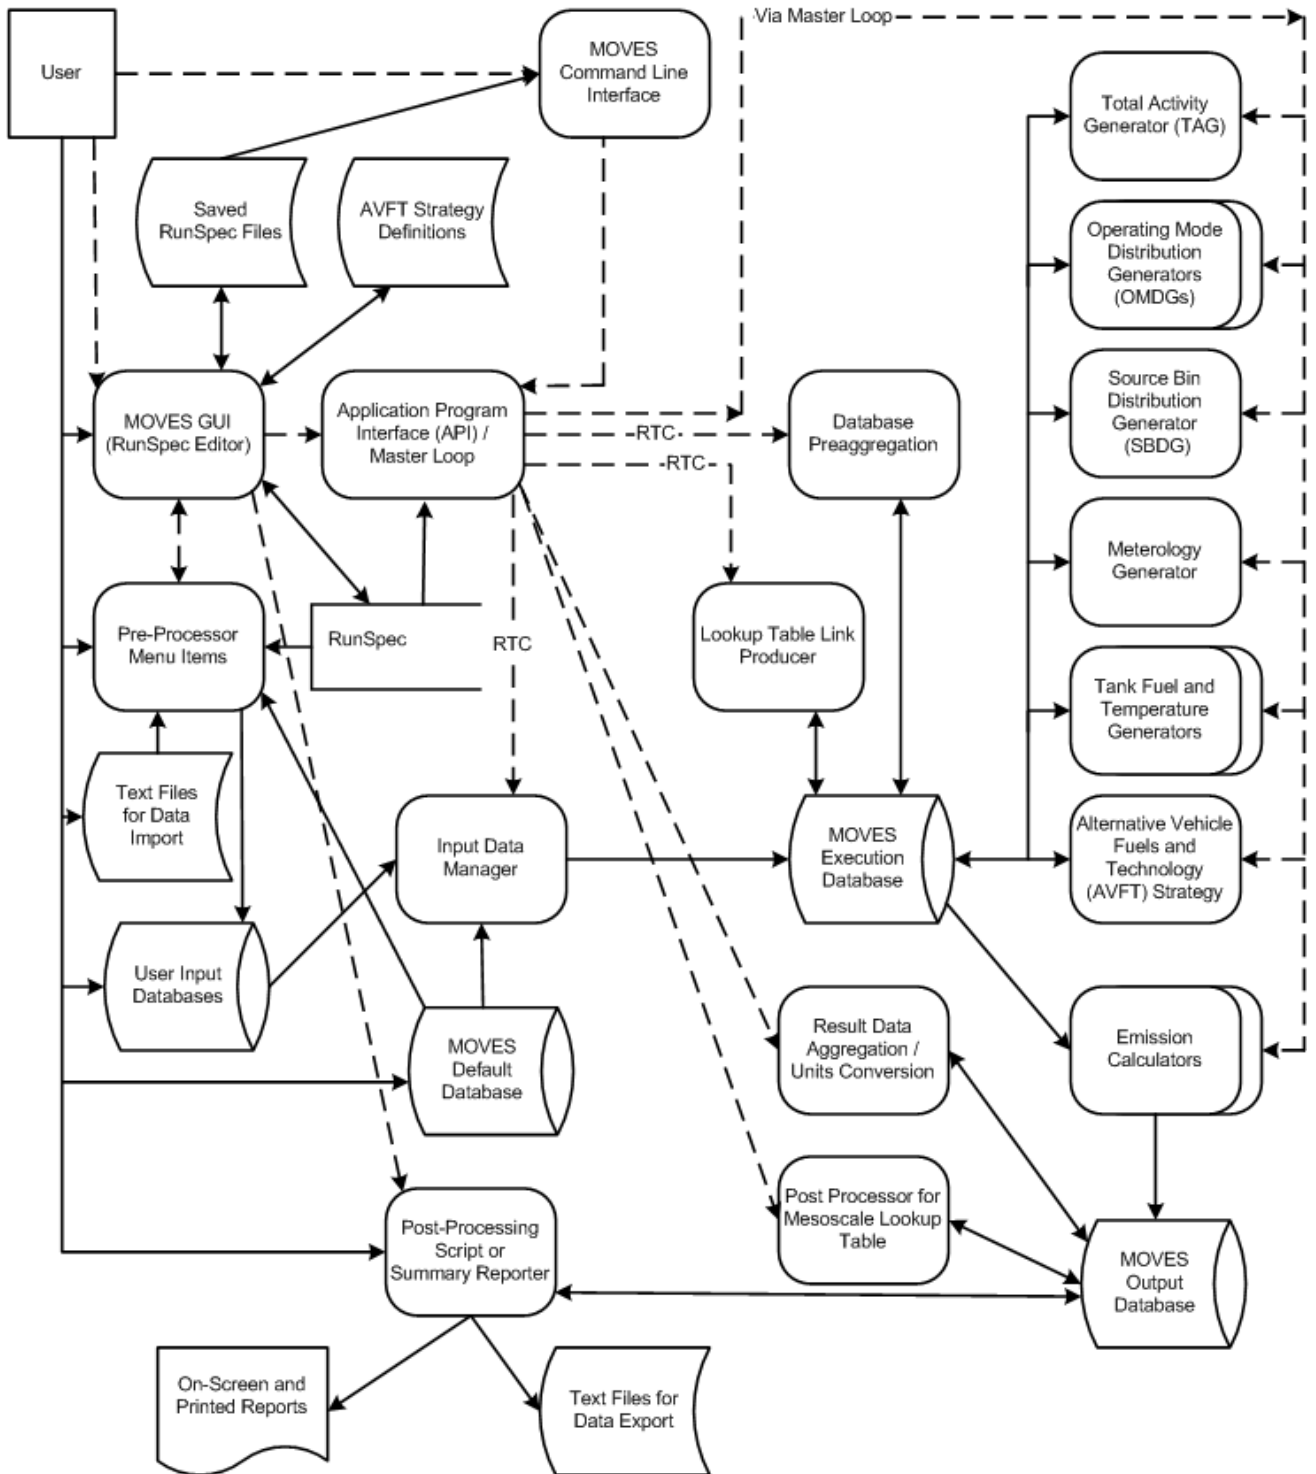 Via Master Loop
User
MOVES
Command Line
Interface
Total Activity
Generator (TAG)
Saved
RunSpec Files
AVFT Strategy
Definitions
Operating Mode
Distribution
Generators
(OMDGs)
MOVES GUI
(RunSpec Editor)
Application Program
Interface (API) /
Master Loop
RTC
RTC
Database
Preaggregation
Source Bin
Distribution
Generator
(SBDG)
Meterology
Generator
Pre-Processor
Menu Items
RunSpec
RTC
Lookup Table Link
Producer
Tank Fuel and
Temperature
Generators
Text Files
for Data
Import
Input Data
Manager
MOVES
Execution
Database
Alternative Vehicle
Fuels and
Technology
(AVFT) Strategy
User Input
Databases
MOVES
Default
Database
Result Data
Aggregation /
Units Conversion
Emission
Calculators
Post-Processing
Script or
Summary Reporter
Post Processor for
Mesoscale Lookup
Table
MOVES
Output
Database
On-Screen and
Printed Reports
Text Files for
Data Export